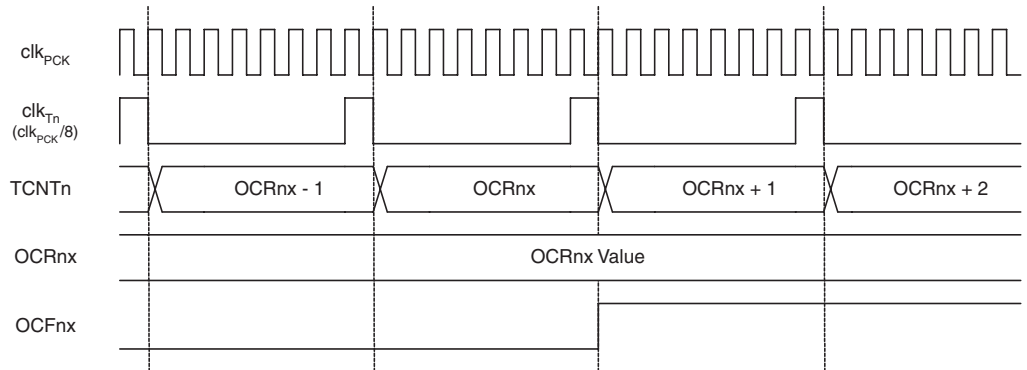 clkPCK
clkTn
(clkPCK/8)
TCNTn
OCRnx - 1
OCRnx
OCRnx + 1
OCRnx + 2
OCRnx
OCRnx Value
OCFnx